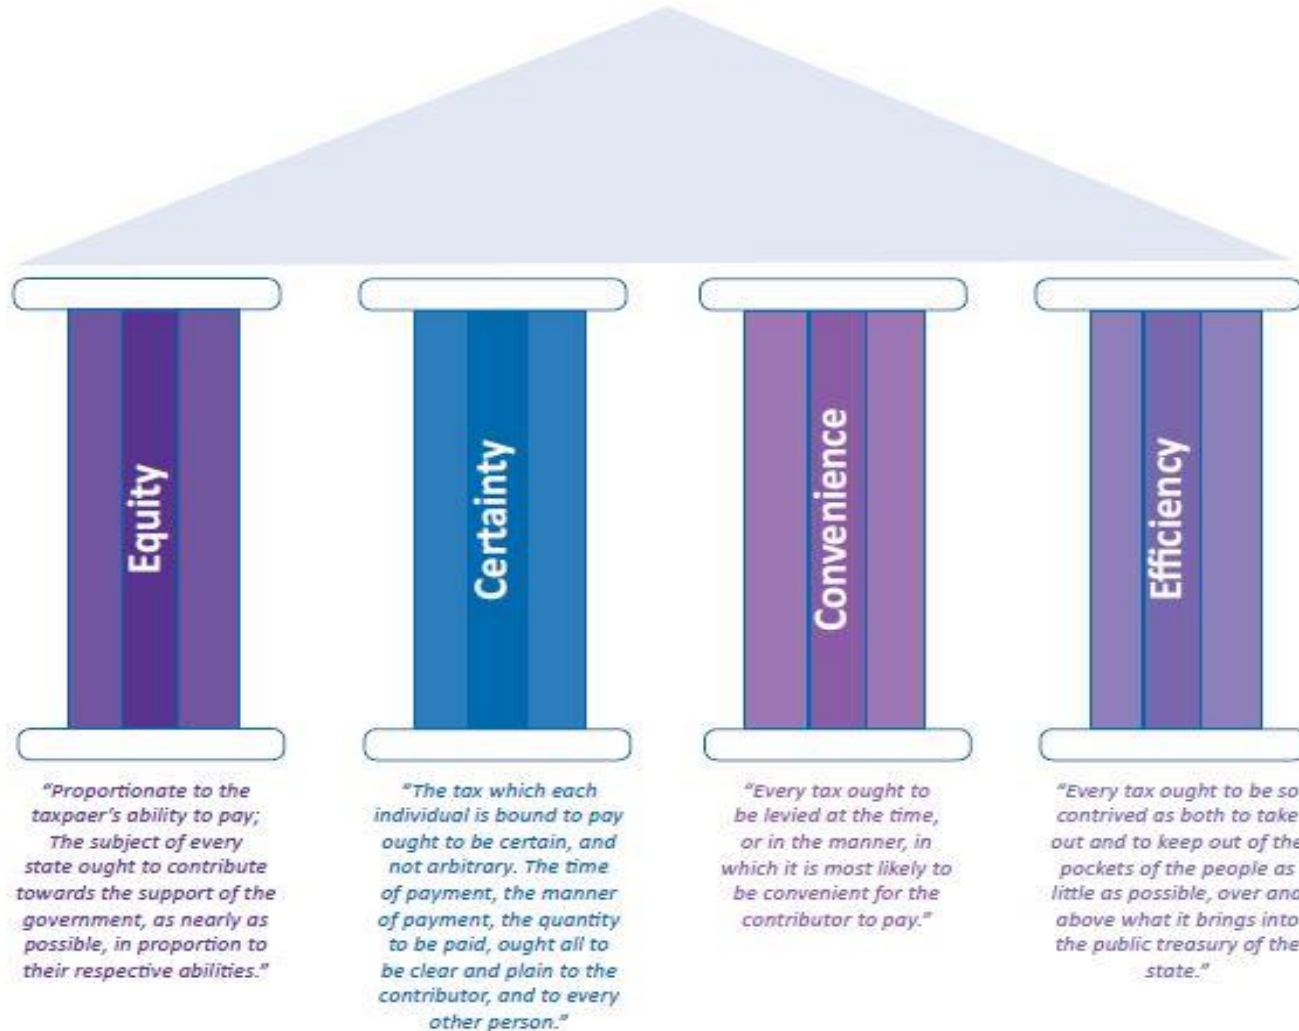 Equity
Certainty
Convenience
Efficiency
“Proportionate to the
taxpaer’s ability to pay;
The subject of every
state ought to contribute
towards the support of the
government, as nearly as
possible, in proportion to
their respective abilities.”
“The tax which each
individual is bound to pay
ought to be certain, and
not arbitrary. The time
of payment, the manner
of payment, the quantity
to be paid, ought all to
be clear and plain to the
contributor, and to every
other person.”
“Every tax ought to
be levied at the time,
or in the manner, in
which it is most likely to
be convenient for the
contributor to pay.”
“Every tax ought to be so
contrived as both to take
out and to keep out of the
pockets of the people as
little as possible, over and
above what it brings into
the public treasury of the
state.”